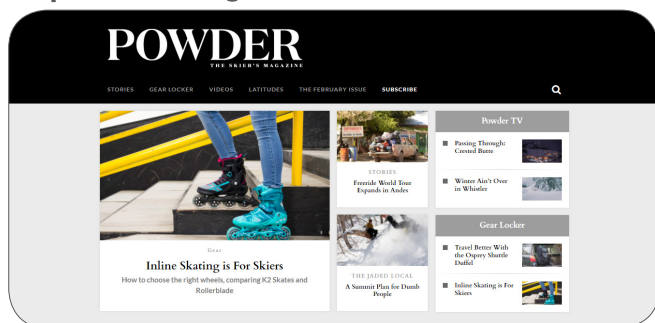 POWDER
THE SKIER'S MAGAZINE
STORIES GEAR LOCKER VIDEOS LATITUDES THE FEBRUARY ISSUE SUBSCRIBE
Gear
Inline Skating is For Skiers
How to choose the right wheels, comparing K2 Skates and
Rollerblade
STORIES
Freeride World Tour
Expands in Andes
THE JADED LOCAL
A Summit Plan for Dumb
People
Powder TV
Passing Through:
Crested Butte
Winter Ain't Over
in Whistler
Gear Locker
Travel Better With
the Osprey Shuttle
Duffel
Inline Skating is For
Skiers